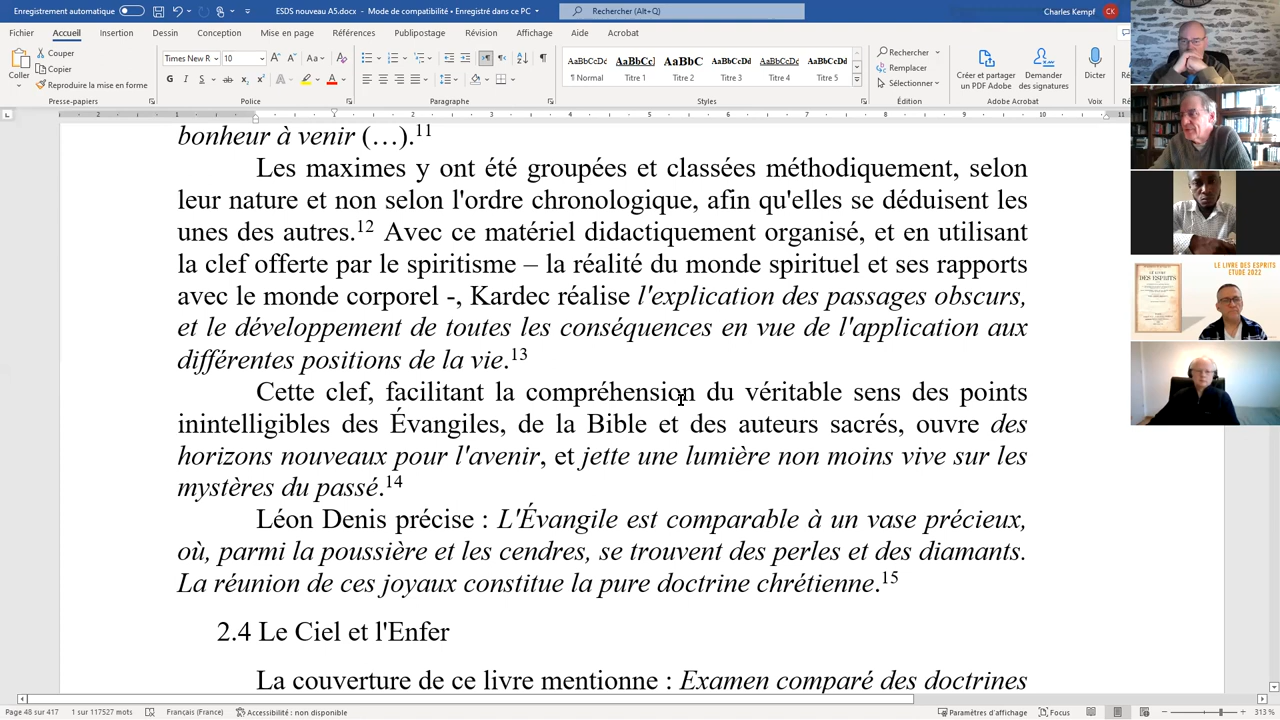 Enregistrement automatique
ESDS nouveau A5.docx - Mode de compatibilité • Enregistré dans ce PC
Rechercher (Alt+Q)
Charles Kempf
CK
Fichier Accueil Insertion Dessin Conception Mise en page Références Publipostage Révision Affichage Aide Acrobat
Coller
Couper
Copier
Reproduire la mise en forme
Presse-papiers
Times New R
10
Police
Paragraphe
AaBbCcDc AaBbCc AaBbC AaBbCcD AaBbCcDd AaBbCcDc
¶ Normal Titre 1 Titre 2 Titre 3 Titre 4 Titre 5
Styles
Rechercher
Remplacer
Sélectionner
Édition
Créer et partager
un PDF Adobe
Demander
des signatures
Adobe Acrobat
Dicter
Voix
bonheur à venir (…).11
Les maximes y ont été groupées et classées méthodiquement, selon
leur nature et non selon l'ordre chronologique, afin qu'elles se déduisent les
unes des autres.12 Avec ce matériel didactiquement organisé, et en utilisant
la clef offerte par le spiritisme – la réalité du monde spirituel et ses rapports
avec le monde corporel -, Kardec réalise l'explication des passages obscurs,
et le développement de toutes les conséquences en vue de l'application aux
différentes positions de la vie.13
Cette clef, facilitant la compréhension du véritable sens des points
inintelligibles des Évangiles, de la Bible et des auteurs sacrés, ouvre des
horizons nouveaux pour l'avenir, et jette une lumière non moins vive sur les
mystères du passé.14
Léon Denis précise : L'Évangile est comparable à un vase précieux,
où, parmi la poussière et les cendres, se trouvent des perles et des diamants.
La réunion de ces joyaux constitue la pure doctrine chrétienne.15
2.4 Le Ciel et l'Enfer
La couverture de ce livre mentionne : Examen comparé des doctrines
LE LIVRE DES ESPRITS
ETUDE 2022
DES ESPRITS
Page 48 sur 417
1 sur 117527 mots
Français (France)
Accessibilité : non disponible
Paramètres d'affichage
Focus
313 %